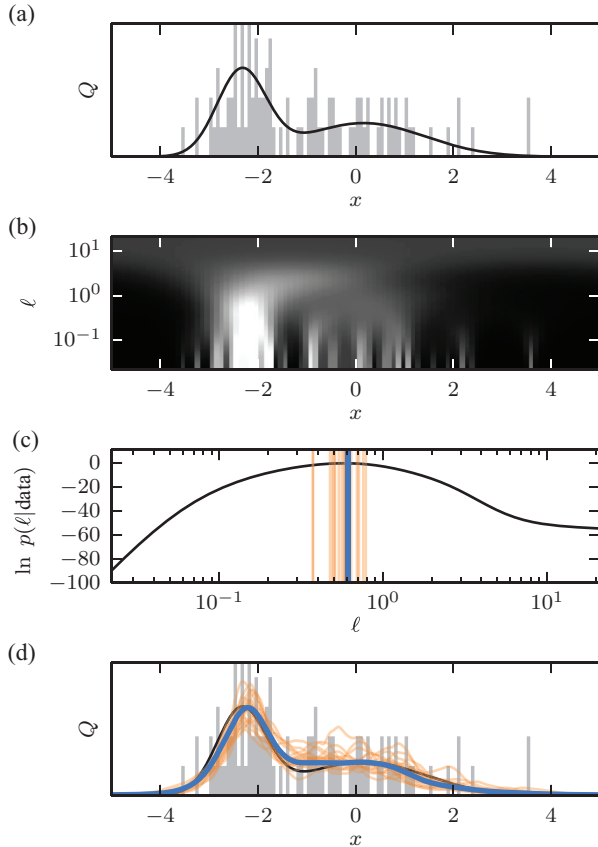 (a)
Q
−4 −2 0 2 4
x
(b)
ℓ
10¹
10⁰
10⁻¹
−4 −2 0 2 4
x
(c)
ln p(ℓ|data)
0
−20
−40
−60
−80
−100
10⁻¹ 10⁰ 10¹
ℓ
(d)
Q
−4 −2 0 2 4
x